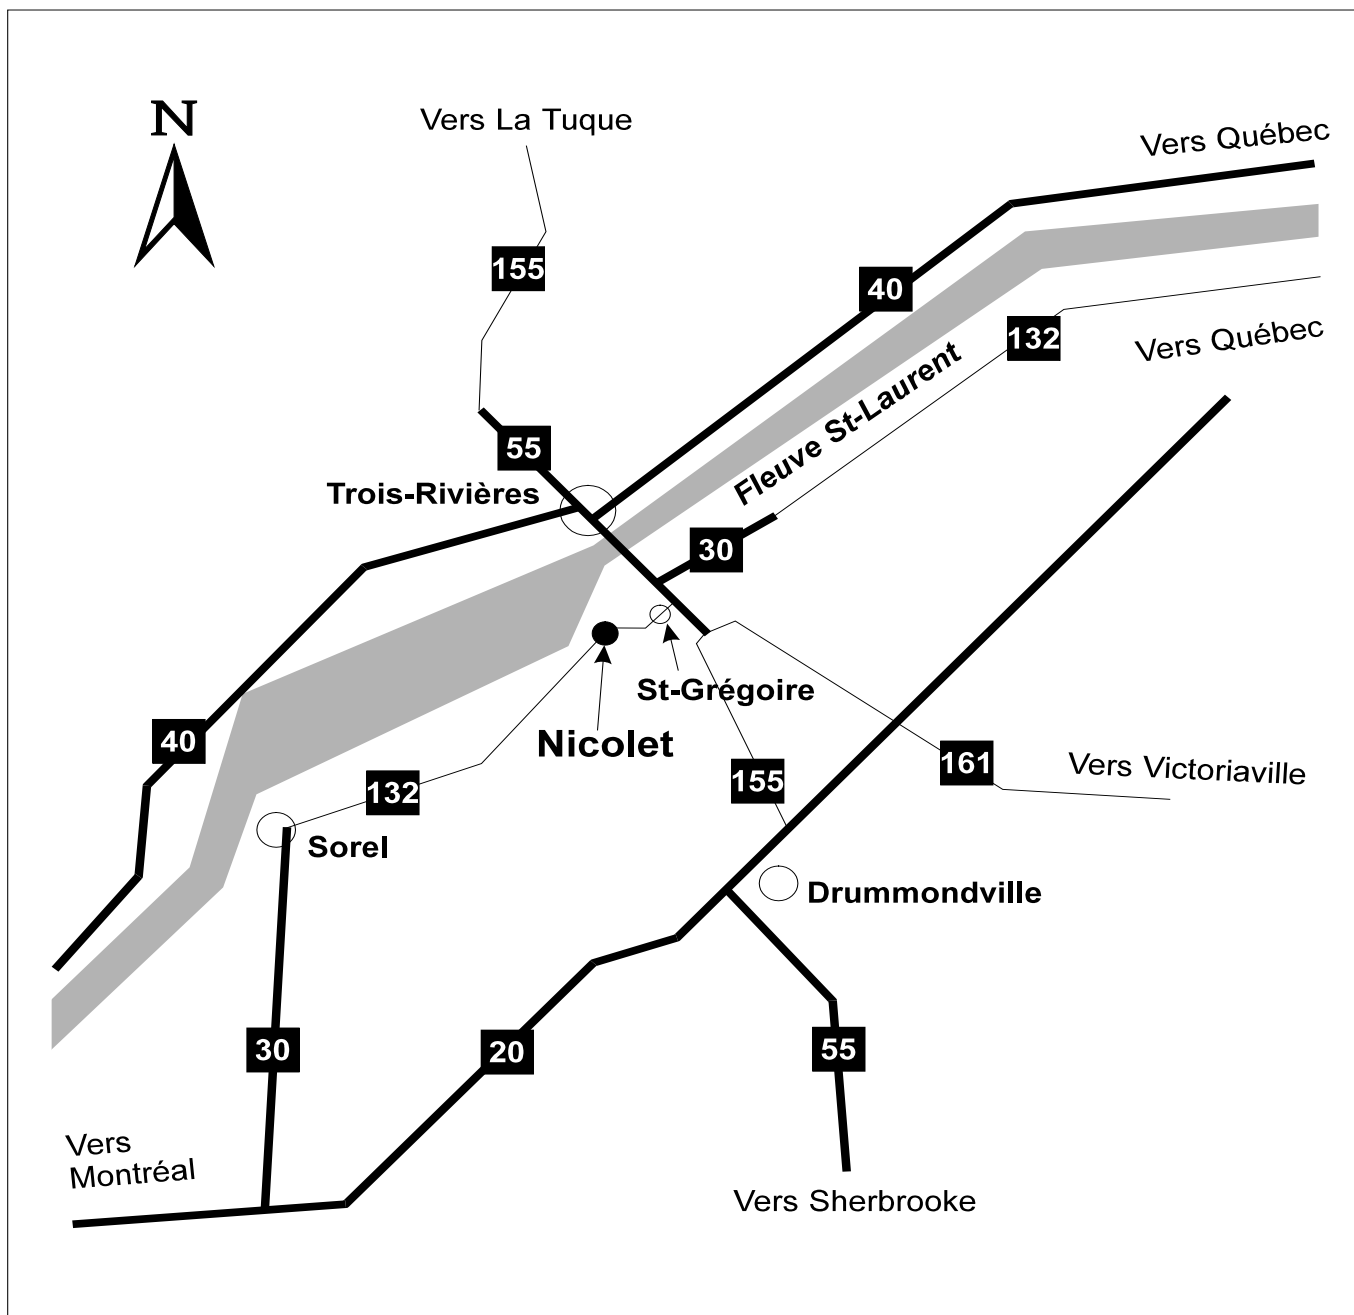 N
Vers La Tuque
Vers Québec
155
40
132
Vers Québec
Fleuve St-Laurent
55
Trois-Rivières
30
St-Grégoire
Nicolet
40
132
155
161
Vers Victoriaville
Sorel
Drummondville
30
20
55
Vers
Montréal
Vers Sherbrooke